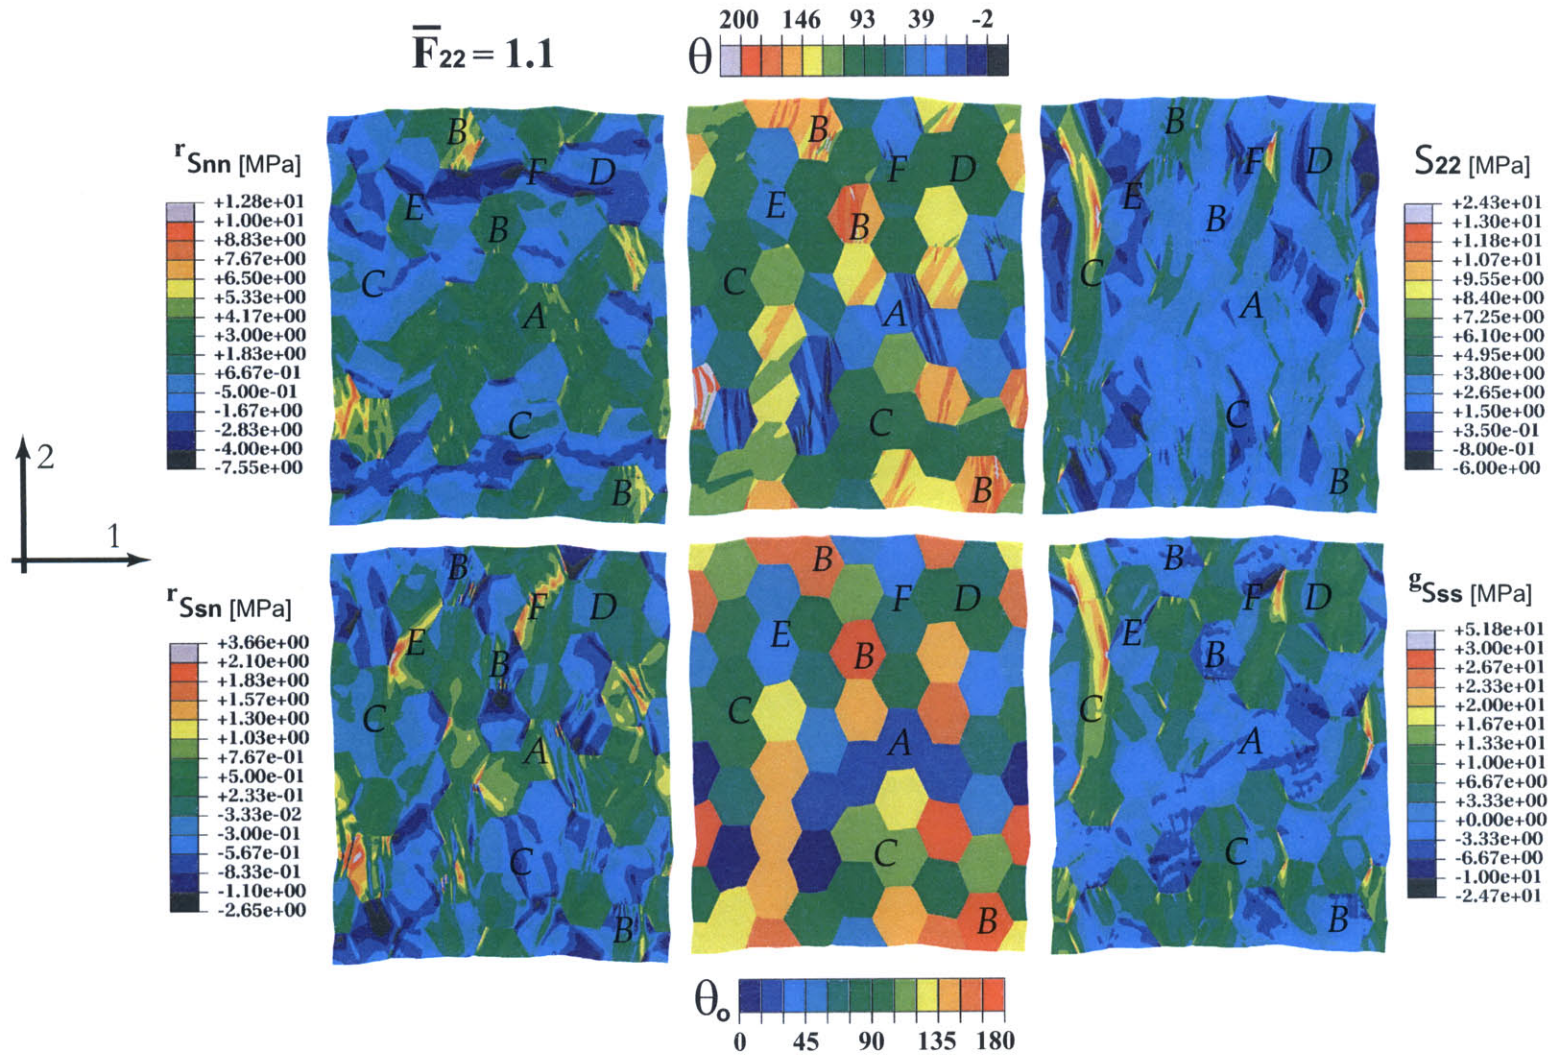 F̅22 = 1.1
θ
200 146 93 39 -2
rSnn [MPa]
+1.28e+01
+1.00e+01
+8.83e+00
+7.67e+00
+6.50e+00
+5.33e+00
+4.17e+00
+3.00e+00
+1.83e+00
+6.67e-01
-5.00e-01
-1.67e+00
-2.83e+00
-4.00e+00
-7.55e+00
B
F
D
E
B
C
A
C
B
B
F
D
E
B
C
A
C
B
B
F
D
E
B
C
A
C
B
S22 [MPa]
+2.43e+01
+1.30e+01
+1.18e+01
+1.07e+01
+9.55e+00
+8.40e+00
+7.25e+00
+6.10e+00
+4.95e+00
+3.80e+00
+2.65e+00
+1.50e+00
+3.50e-01
-8.00e-01
-6.00e+00
2
1
rSsn [MPa]
+3.66e+00
+2.10e+00
+1.83e+00
+1.57e+00
+1.30e+00
+1.03e+00
+7.67e-01
+5.00e-01
+2.33e-01
-3.33e-02
-3.00e-01
-5.67e-01
-8.33e-01
-1.10e+00
-2.65e+00
B
F
D
E
B
C
A
C
B
B
F
D
E
B
C
A
C
B
B
F
D
E
B
C
A
C
B
gSss [MPa]
+5.18e+01
+3.00e+01
+2.67e+01
+2.33e+01
+2.00e+01
+1.67e+01
+1.33e+01
+1.00e+01
+6.67e+00
+3.33e+00
+0.00e+00
-3.33e+00
-6.67e+00
-1.00e+01
-2.47e+01
θo
0 45 90 135 180